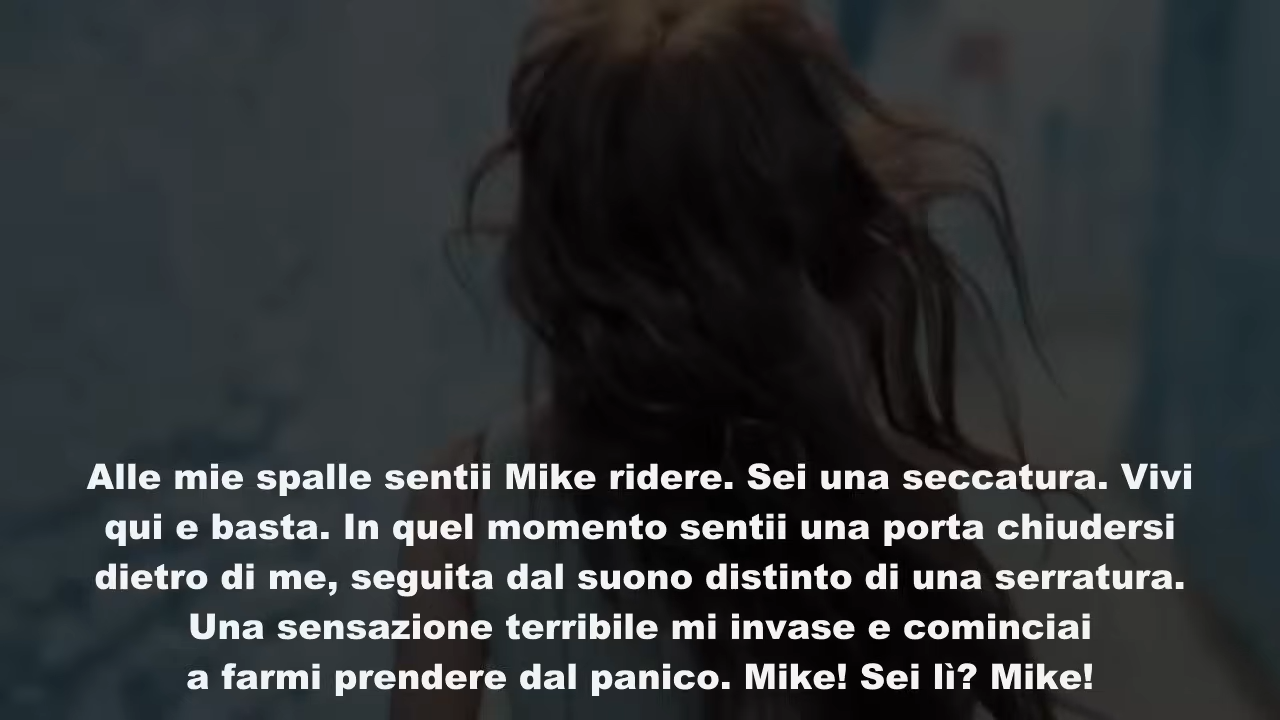 Alle mie spalle sentii Mike ridere. Sei una seccatura. Vivi
qui e basta. In quel momento sentii una porta chiudersi
dietro di me, seguita dal suono distinto di una serratura.
Una sensazione terribile mi invase e cominciai
a farmi prendere dal panico. Mike! Sei lì? Mike!